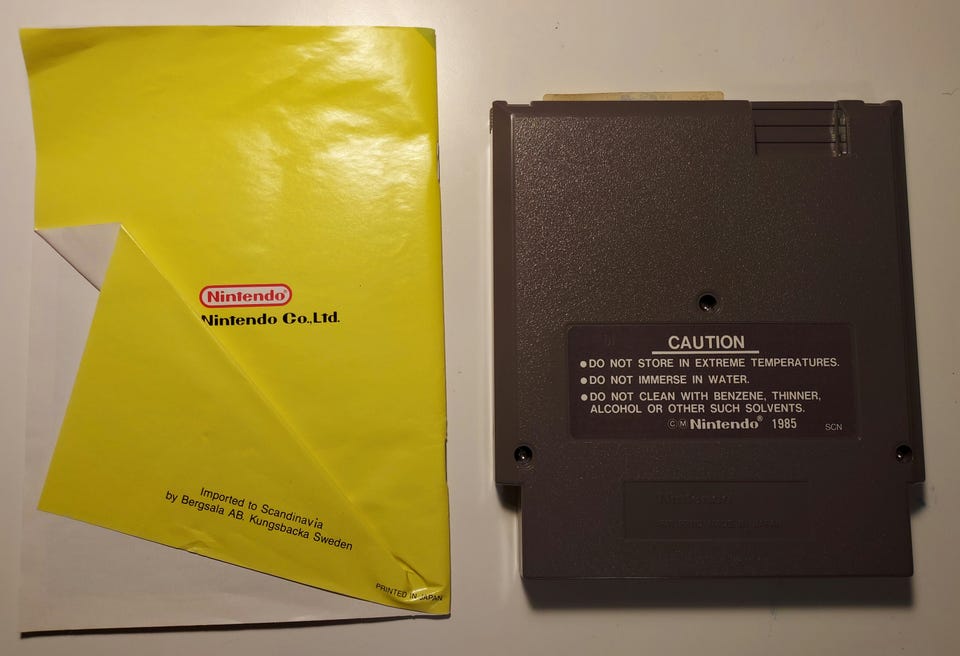 Nintendo®
Nintendo Co.,Ltd.
Imported to Scandinavia
by Bergsala AB. Kungsbacka Sweden
PRINTED IN JAPAN
CAUTION
●DO NOT STORE IN EXTREME TEMPERATURES.
●DO NOT IMMERSE IN WATER.
●DO NOT CLEAN WITH BENZENE, THINNER,
ALCOHOL OR OTHER SUCH SOLVENTS.
ⒸⓂNintendo® 1985
SCN